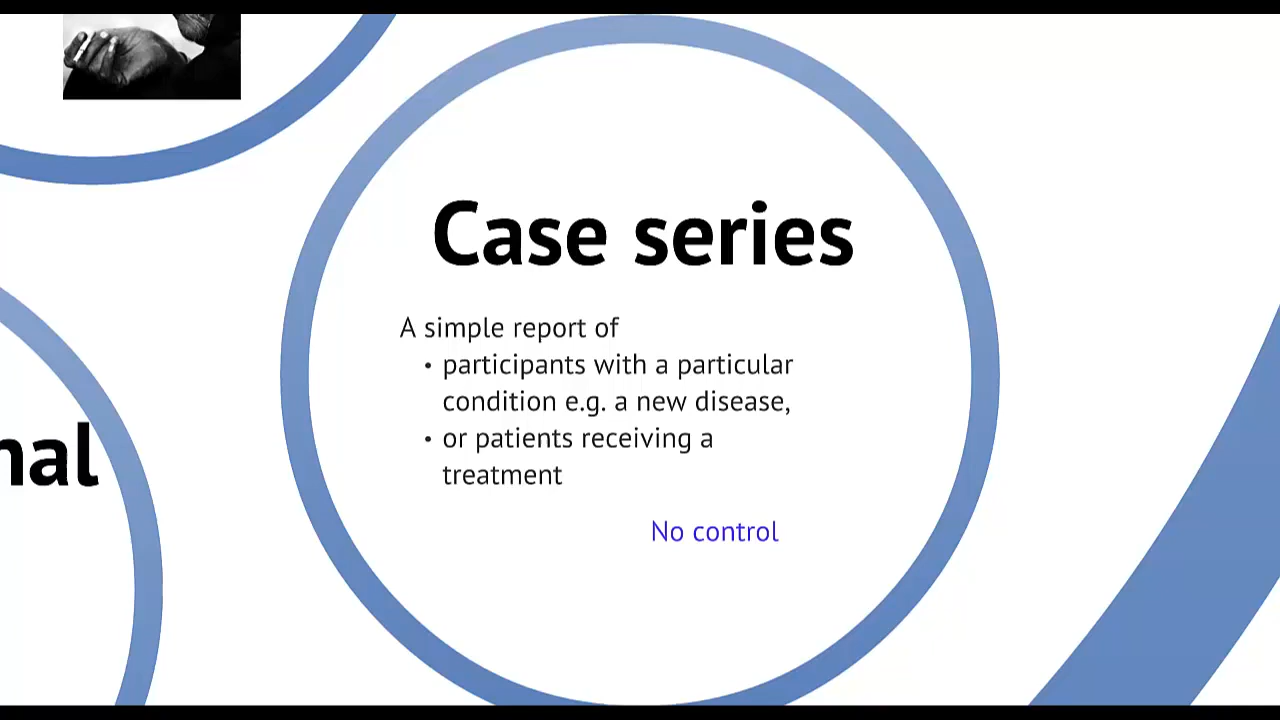 Case series
A simple report of
• participants with a particular
condition e.g. a new disease,
• or patients receiving a
treatment
nal
No control